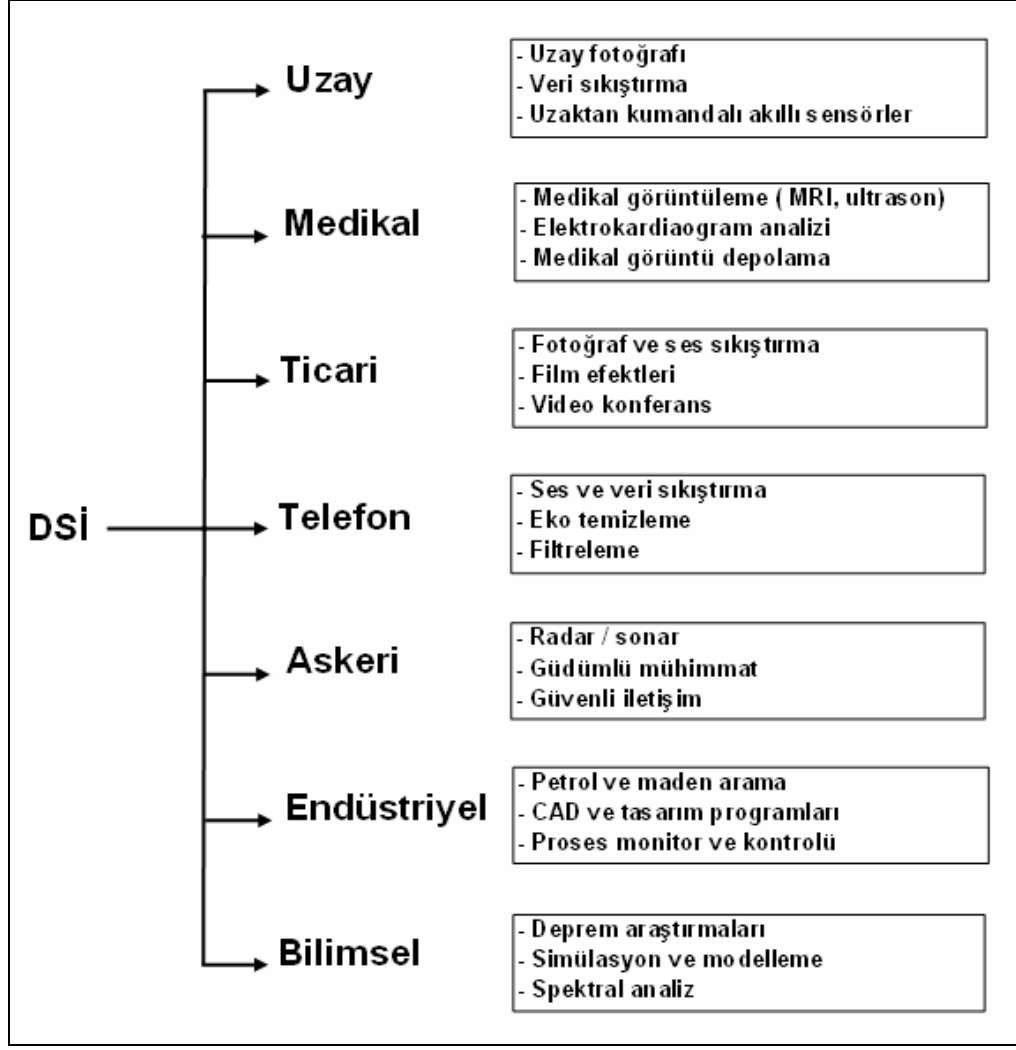 Uzay
- Uzay fotoğrafı
- Veri sıkıştırma
- Uzaktan kumandalı akıllı sensörler
Medikal
- Medikal görüntüleme ( MRI, ultrason)
- Elektrokardiaogram analizi
- Medikal görüntü depolama
Ticari
- Fotoğraf ve ses sıkıştırma
- Film efektleri
- Video konferans
DSİ
Telefon
- Ses ve veri sıkıştırma
- Eko temizleme
- Filtreleme
Askeri
- Radar / sonar
- Güdümlü mühimmat
- Güvenli iletişim
Endüstriyel
- Petrol ve maden arama
- CAD ve tasarım programları
- Proses monitor ve kontrolü
Bilimsel
- Deprem araştırmaları
- Simülasyon ve modelleme
- Spektral analiz